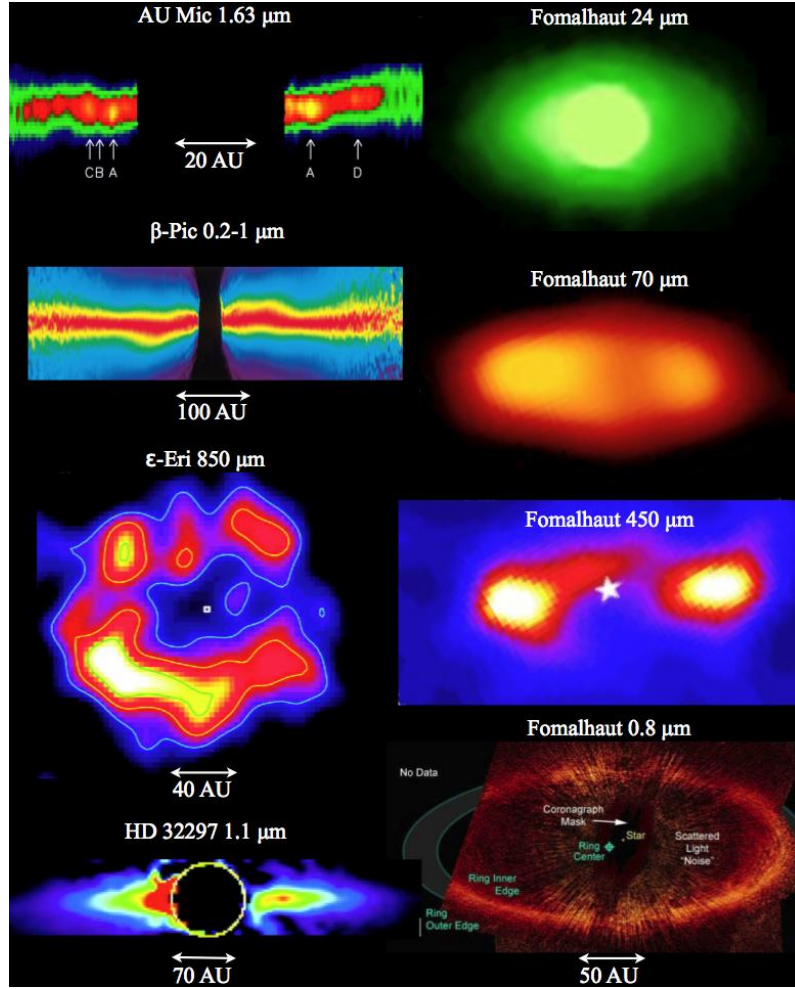 AU Mic 1.63 μm
20 AU
C B A
A
D
β-Pic 0.2-1 μm
100 AU
ε-Eri 850 μm
40 AU
HD 32297 1.1 μm
70 AU
Fomalhaut 24 μm
Fomalhaut 70 μm
Fomalhaut 450 μm
Fomalhaut 0.8 μm
No Data
Coronagraph
Mask
Star
Ring
Center
Scattered
Light
"Noise"
Ring Inner
Edge
Ring
Outer Edge
50 AU